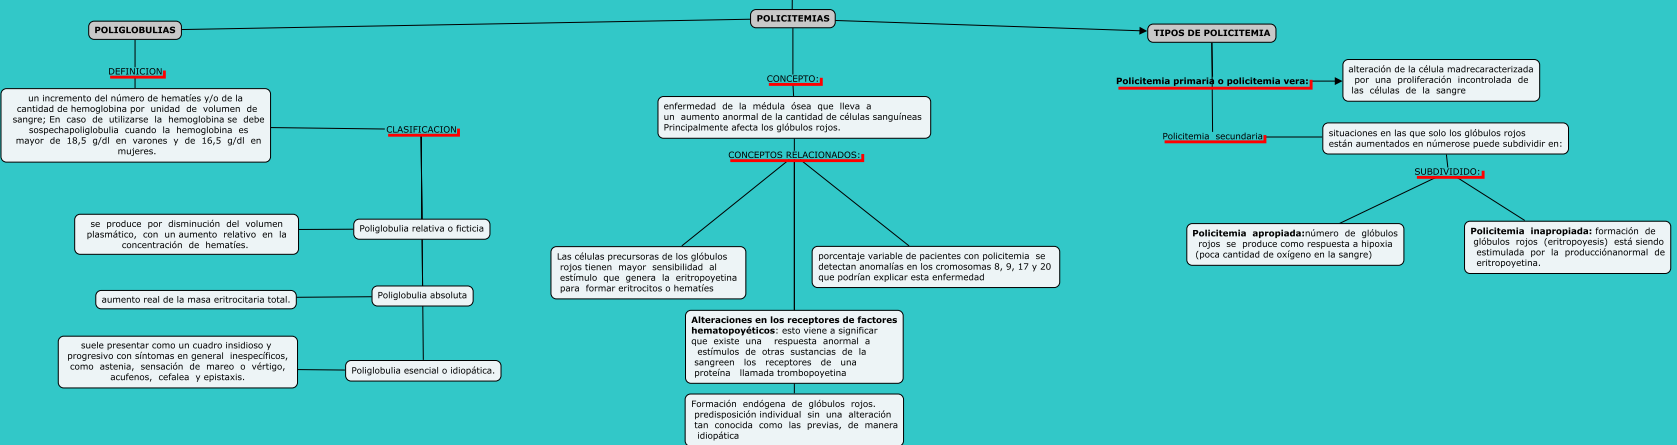 POLICITEMIAS
POLIGLOBULIAS
DEFINICION:
un incremento del número de hematíes y/o de la
cantidad de hemoglobina por unidad de volumen de
sangre; En caso de utilizarse la hemoglobina se debe
sospechapoliglobulia cuando la hemoglobina es
mayor de 18,5 g/dl en varones y de 16,5 g/dl en
mujeres.
CLASIFICACION:
Poliglobulia relativa o ficticia
se produce por disminución del volumen
plasmático, con un aumento relativo en la
concentración de hematíes.
Poliglobulia absoluta
aumento real de la masa eritrocitaria total.
Poliglobulia esencial o idiopática.
suele presentar como un cuadro insidioso y
progresivo con síntomas en general inespecíficos,
como astenia, sensación de mareo o vértigo,
acufenos, cefalea y epistaxis.
CONCEPTO:
enfermedad de la médula ósea que lleva a
un aumento anormal de la cantidad de células sanguíneas
Principalmente afecta los glóbulos rojos.
CONCEPTOS RELACIONADOS:
Las células precursoras de los glóbulos
rojos tienen mayor sensibilidad al
estímulo que genera la eritropoyetina
para formar eritrocitos o hematíes
porcentaje variable de pacientes con policitemia se
detectan anomalías en los cromosomas 8, 9, 17 y 20
que podrían explicar esta enfermedad
Alteraciones en los receptores de factores
hematopoyéticos: esto viene a significar
que existe una respuesta anormal a
estímulos de otras sustancias de la
sangreen los receptores de una
proteína llamada trombopoyetina
Formación endógena de glóbulos rojos.
predisposición individual sin una alteración
tan conocida como las previas, de manera
idiopática
TIPOS DE POLICITEMIA
Policitemia primaria o policitemia vera:
alteración de la célula madrecaracterizada
por una proliferación incontrolada de
las células de la sangre
Policitemia secundaria:
situaciones en las que solo los glóbulos rojos
están aumentados en númerose puede subdividir en:
SUBDIVIDIDO:
Policitemia apropiada:número de glóbulos
rojos se produce como respuesta a hipoxia
(poca cantidad de oxígeno en la sangre)
Policitemia inapropiada: formación de
glóbulos rojos (eritropoyesis) está siendo
estimulada por la producciónanormal de
eritropoyetina.